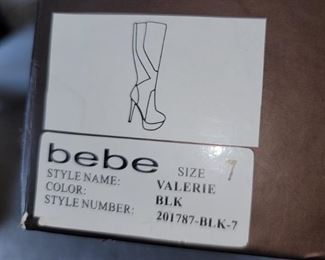 bebe SIZE 7
STYLE NAME: VALERIE
COLOR: BLK
STYLE NUMBER: 201787-BLK-7